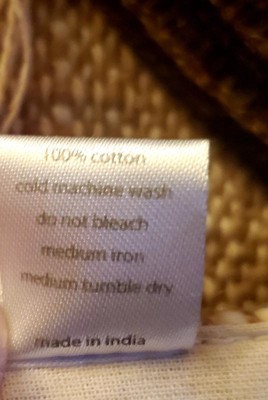 100% cotton
cold machine wash
do not bleach
medium iron
medium tumble dry
made in india